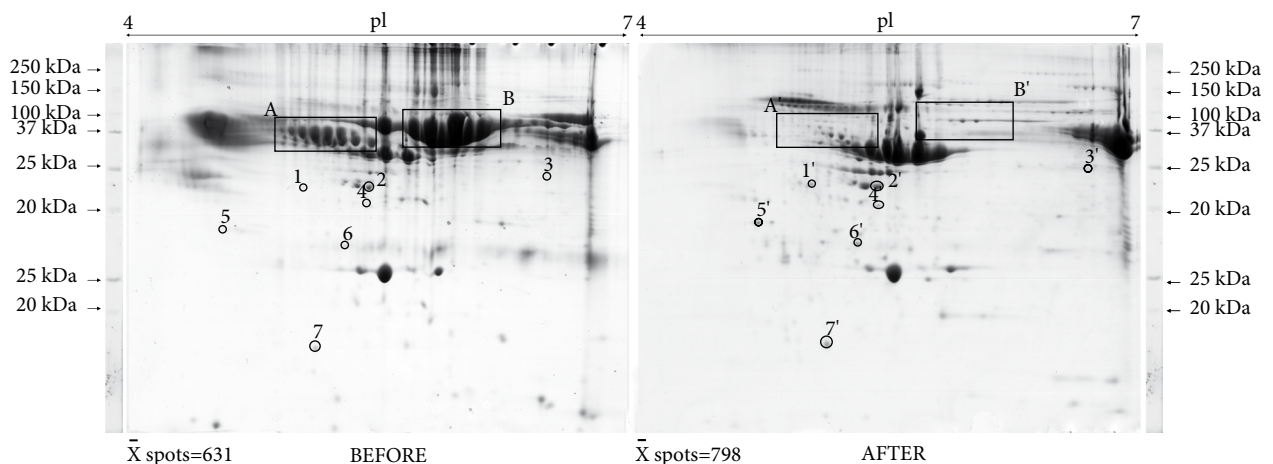 4 pI 7 4 pI 7
250 kDa
150 kDa
100 kDa
37 kDa
25 kDa
20 kDa
25 kDa
20 kDa
A
B
1
2
3
4
5
6
7
A'
B'
1'
2'
3'
4'
5'
6'
7'
250 kDa
150 kDa
100 kDa
37 kDa
25 kDa
20 kDa
25 kDa
20 kDa
X̄ spots=631 BEFORE X̄ spots=798 AFTER